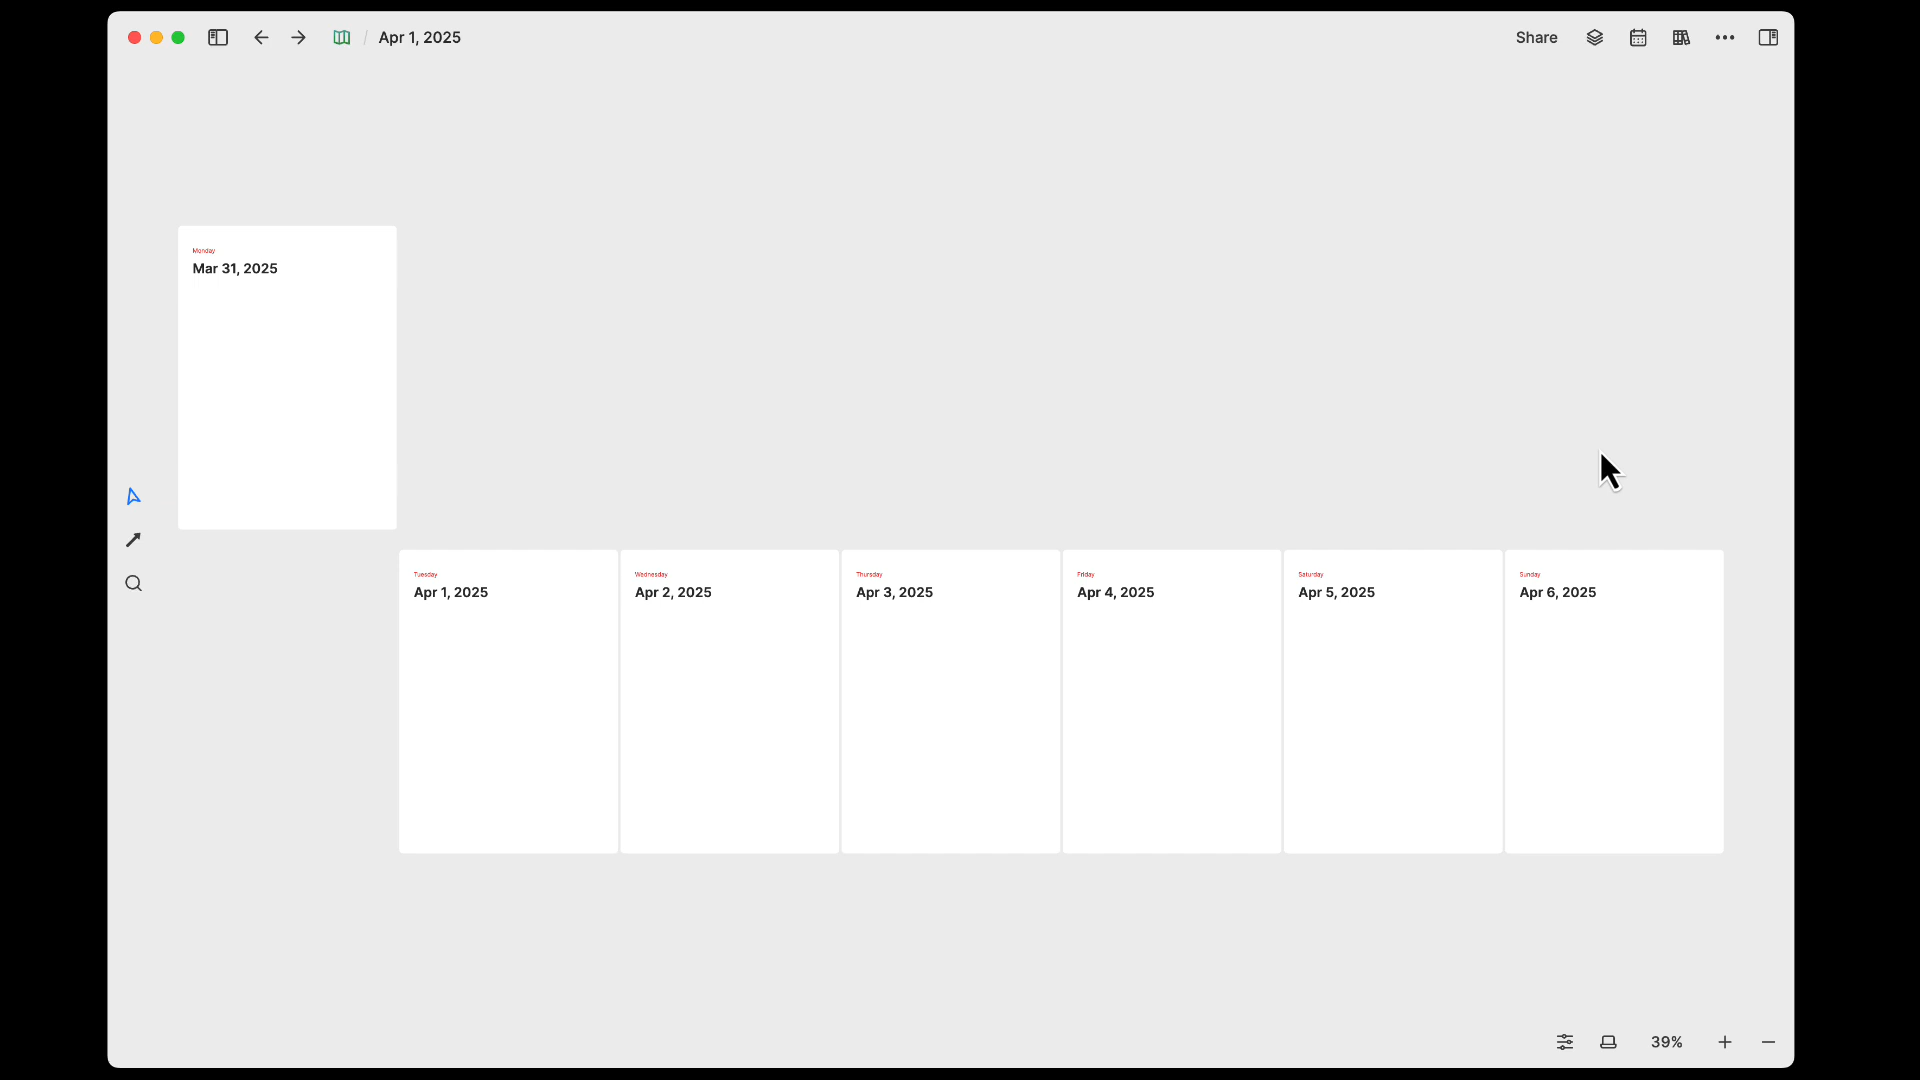 Apr 1, 2025
Share
Monday
Mar 31, 2025
Tuesday
Apr 1, 2025
Wednesday
Apr 2, 2025
Thursday
Apr 3, 2025
Friday
Apr 4, 2025
Saturday
Apr 5, 2025
Sunday
Apr 6, 2025
39%